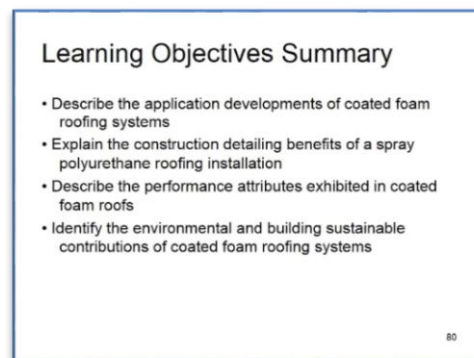 Learning Objectives Summary
• Describe the application developments of coated foam
roofing systems
• Explain the construction detailing benefits of a spray
polyurethane roofing installation
• Describe the performance attributes exhibited in coated
foam roofs
• Identify the environmental and building sustainable
contributions of coated foam roofing systems
80